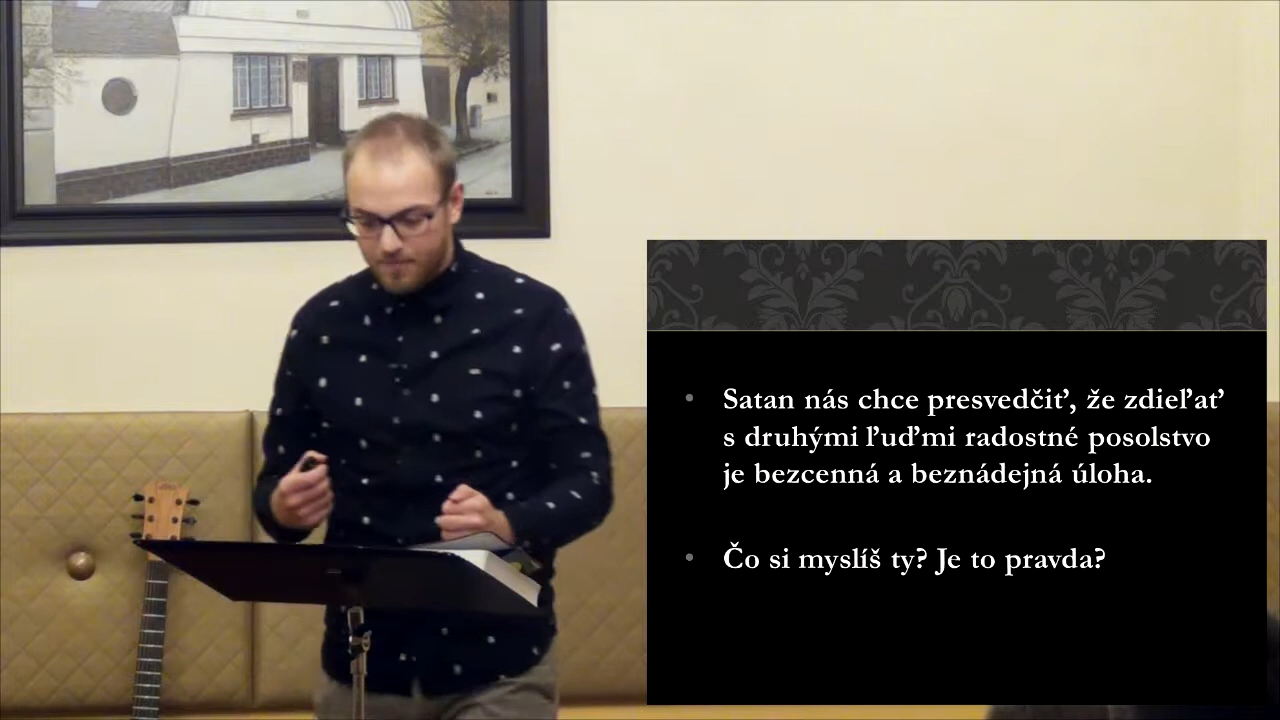 • Satan nás chce presvedčiť, že zdieľať
s druhými ľuďmi radostné posolstvo
je bezcenná a beznádejná úloha.
• Čo si myslíš ty? Je to pravda?